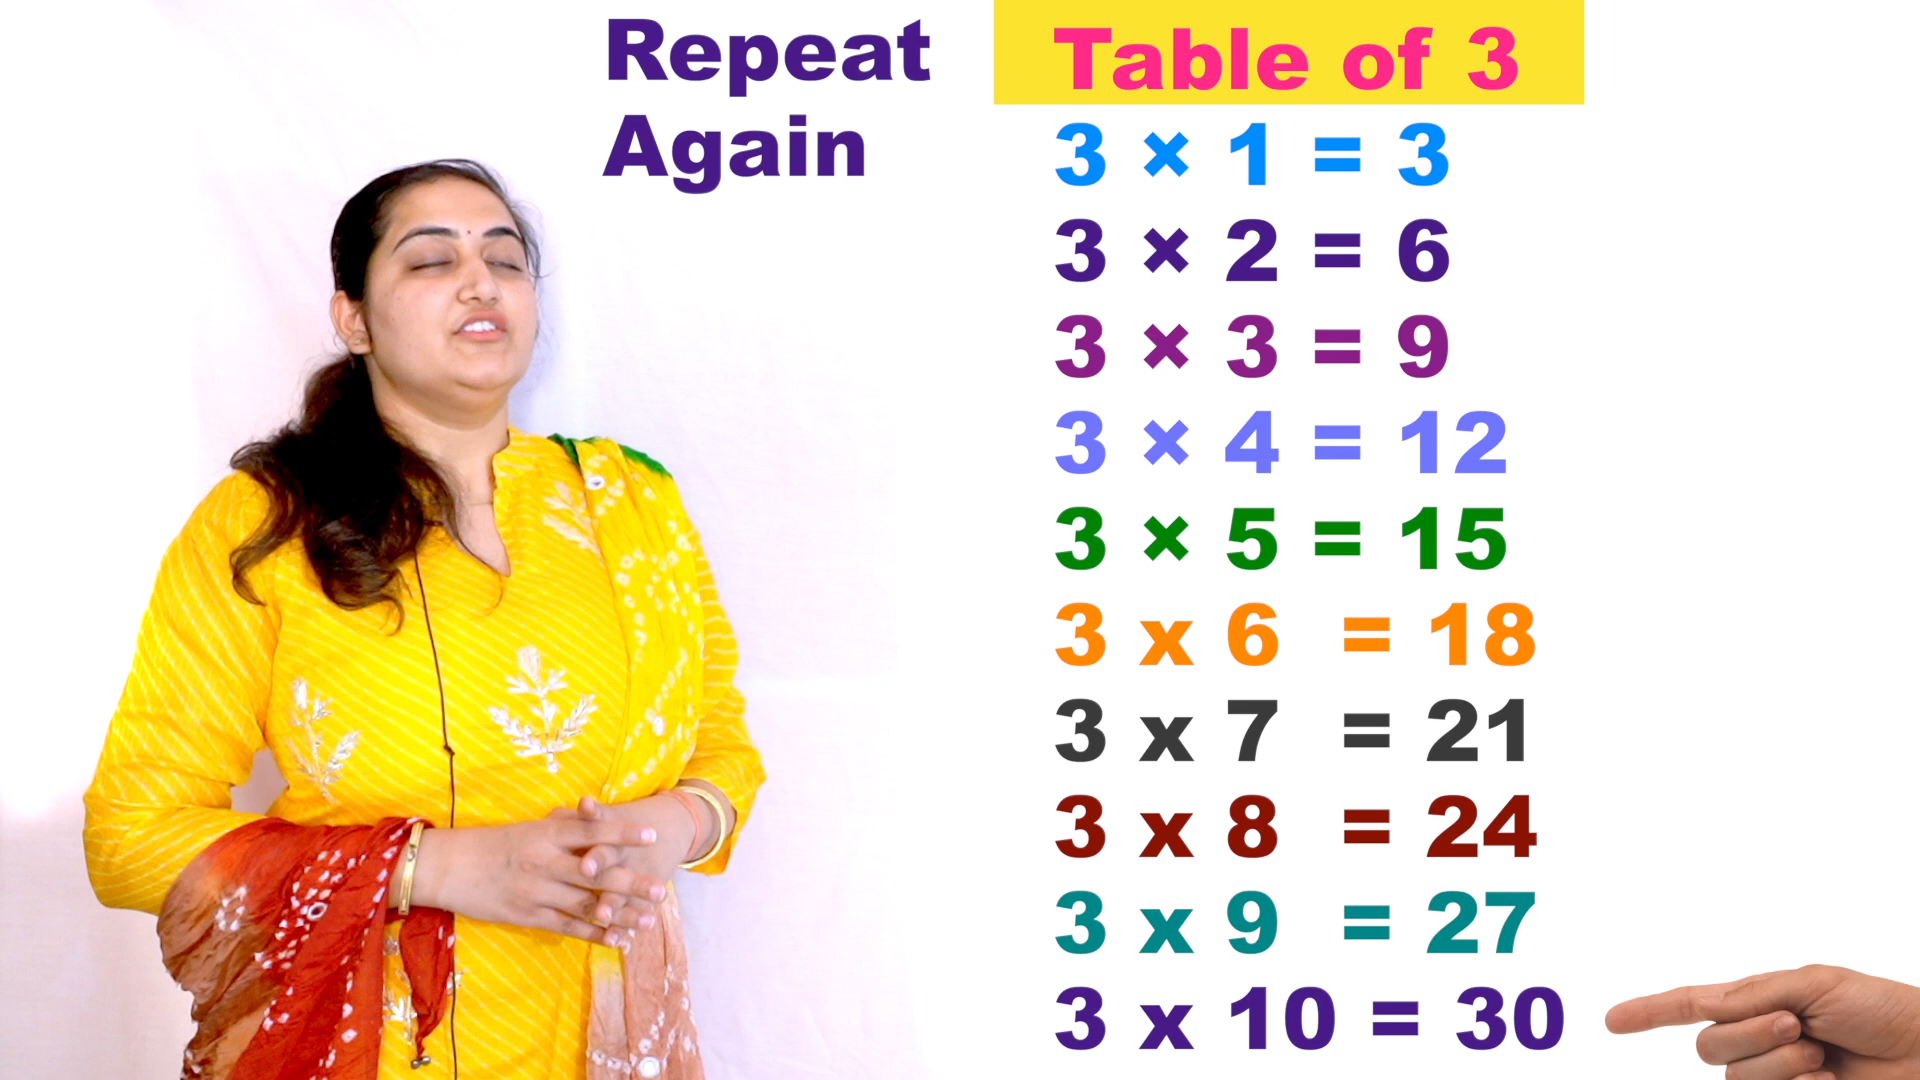 Repeat
Again
Table of 3
3 × 1 = 3
3 × 2 = 6
3 × 3 = 9
3 × 4 = 12
3 × 5 = 15
3 x 6 = 18
3 x 7 = 21
3 x 8 = 24
3 x 9 = 27
3 x 10 = 30